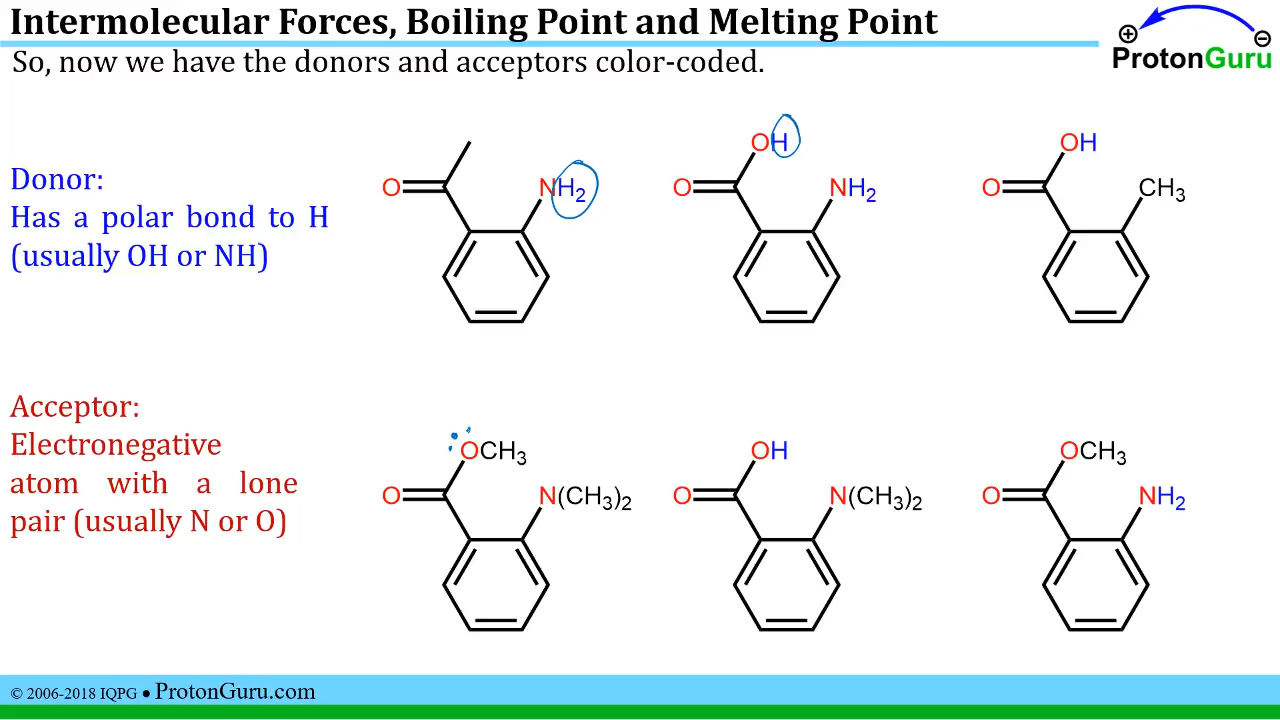 Intermolecular Forces, Boiling Point and Melting Point
ProtonGuru
So, now we have the donors and acceptors color-coded.
Donor:
Has a polar bond to H
(usually OH or NH)
O
NH₂
OH
O
NH₂
OH
O
CH₃
Acceptor:
Electronegative
atom with a lone
pair (usually N or O)
OCH₃
O
N(CH₃)₂
OH
O
N(CH₃)₂
OCH₃
O
NH₂
© 2006-2018 IQPG ● ProtonGuru.com